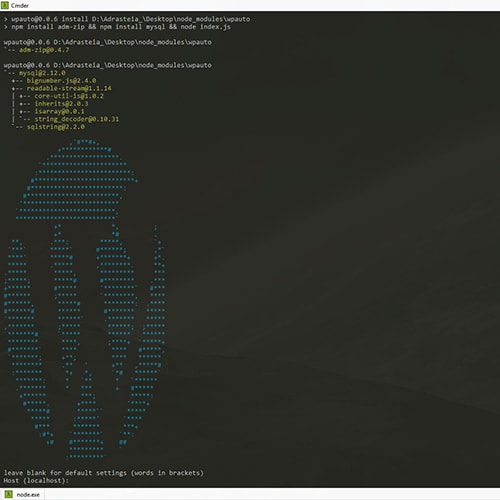 Cmder
> wpauto@0.0.6 install D:\Adrasteia_\Desktop\node_modules\wpauto
> npm install adm-zip && npm install mysql && node index.js
wpauto@0.0.6 D:\Adrasteia_\Desktop\node_modules\wpauto
`-- adm-zip@0.4.7
wpauto@0.0.6 D:\Adrasteia_\Desktop\node_modules\wpauto
`-- mysql@2.12.0
+-- bignumber.js@2.4.0
+-- readable-stream@1.1.14
| +-- core-util-is@1.0.2
| +-- inherits@2.0.3
| +-- isarray@0.0.1
| `-- string_decoder@0.10.31
`-- sqlstring@2.2.0
leave blank for default settings (words in brackets)
Host (localhost):
node.exe